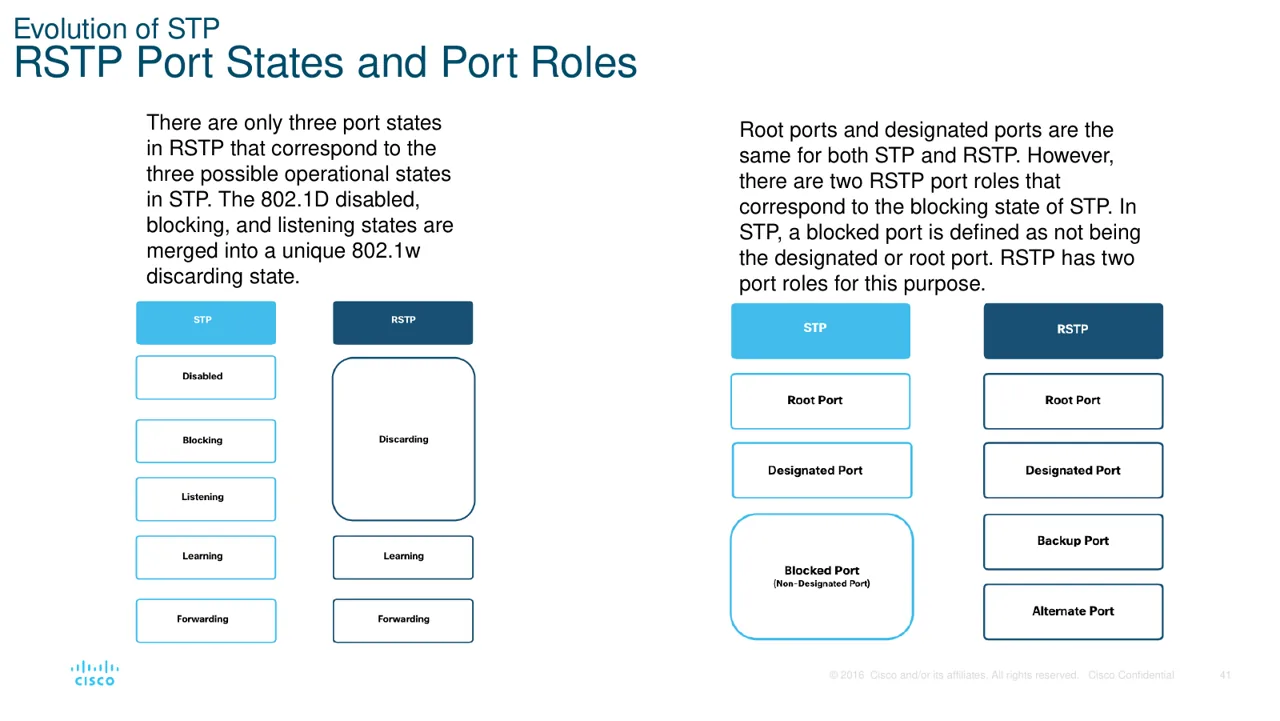 Evolution of STP
RSTP Port States and Port Roles
There are only three port states
in RSTP that correspond to the
three possible operational states
in STP. The 802.1D disabled,
blocking, and listening states are
merged into a unique 802.1w
discarding state.
STP
RSTP
Disabled
Blocking
Listening
Discarding
Learning
Learning
Forwarding
Forwarding
Root ports and designated ports are the
same for both STP and RSTP. However,
there are two RSTP port roles that
correspond to the blocking state of STP. In
STP, a blocked port is defined as not being
the designated or root port. RSTP has two
port roles for this purpose.
STP
RSTP
Root Port
Root Port
Designated Port
Designated Port
Blocked Port
(Non-Designated Port)
Backup Port
Alternate Port
CISCO
© 2016 Cisco and/or its affiliates. All rights reserved. Cisco Confidential
41